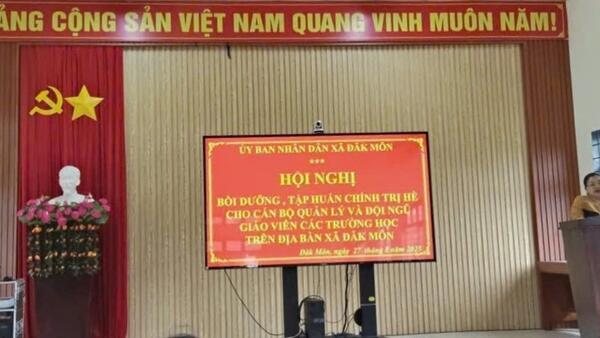 ẢNG CỘNG SẢN VIỆT NAM QUANG VINH MUÔN NĂM!
ỦY BAN NHÂN DÂN XÃ ĐĂK MÔN
***
HỘI NGHỊ
BỒI DƯỠNG , TẬP HUẤN CHÍNH TRỊ HÈ
CHO CÁN BỘ QUẢN LÝ VÀ ĐỘI NGŨ
GIÁO VIÊN CÁC TRƯỜNG HỌC
TRÊN ĐỊA BÀN XÃ ĐĂK MÔN
Đăk Môn, ngày 27 tháng 8 năm 2025